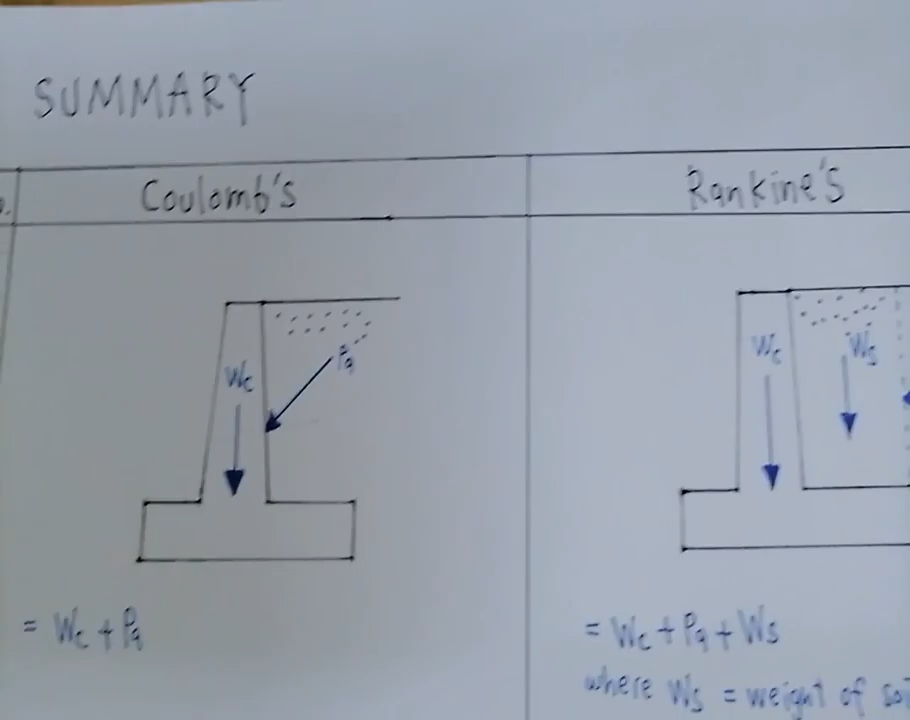 SUMMARY
Coulomb's
Rankine's
Wc
Pa
Wc
Ws
= Wc + Pa
= Wc + Pa + Ws
where Ws = weight of